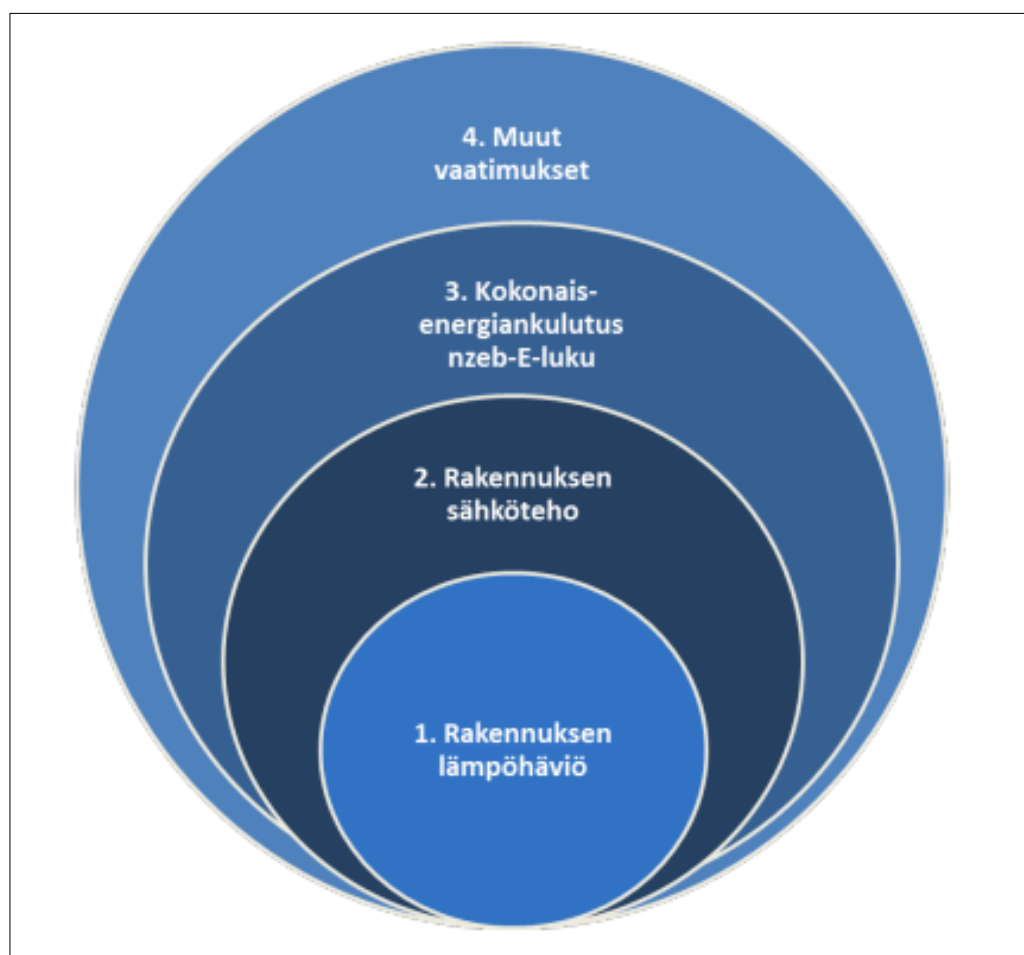 4. Muut
vaatimukset
3. Kokonais-
energiankulutus
nzeb-E-luku
2. Rakennuksen
sähköteho
1. Rakennuksen
lämpöhäviö